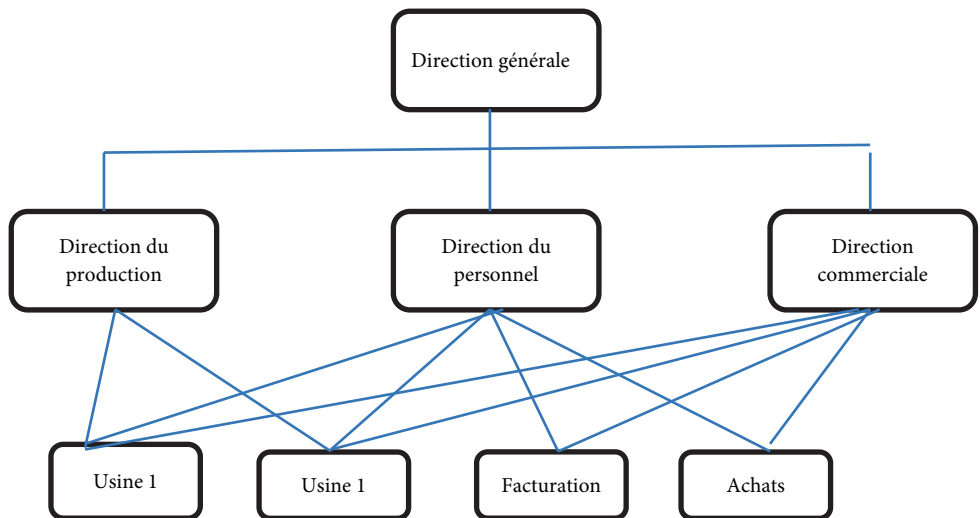 Direction générale
Direction du
production
Direction du
personnel
Direction
commerciale
Usine 1
Usine 1
Facturation
Achats